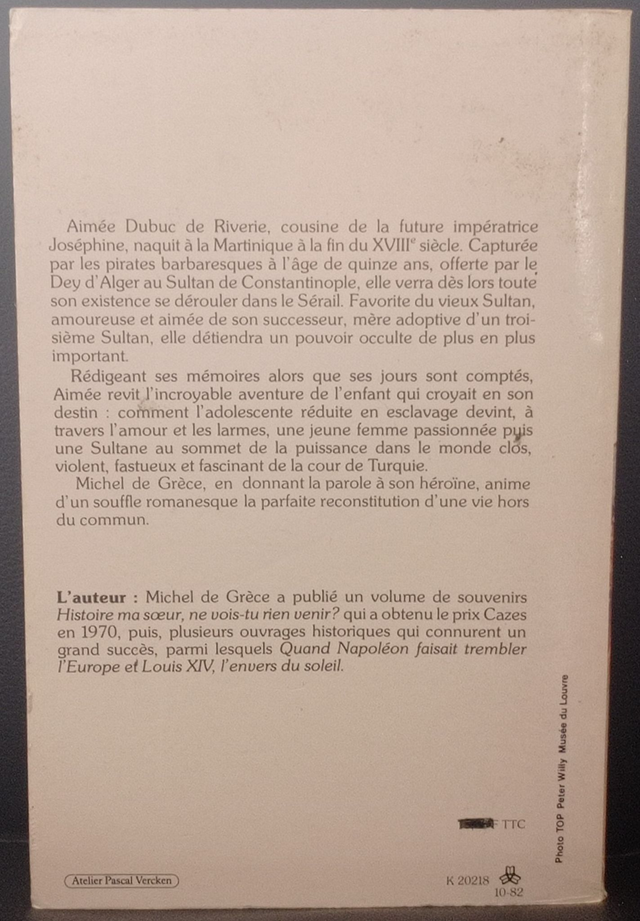 Aimée Dubuc de Riverie, cousine de la future impératrice
Joséphine, naquit à la Martinique à la fin du XVIIIe siècle. Capturée
par les pirates barbaresques à l'âge de quinze ans, offerte par le
Dey d'Alger au Sultan de Constantinople, elle verra dès lors toute
son existence se dérouler dans le Sérail. Favorite du vieux Sultan,
amoureuse et aimée de son successeur, mère adoptive d'un troi-
sième Sultan, elle détiendra un pouvoir occulte de plus en plus
important.
Rédigeant ses mémoires alors que ses jours sont comptés,
Aimée revit l'incroyable aventure de l'enfant qui croyait en son
destin : comment l'adolescente réduite en esclavage devint, à
travers l'amour et les larmes, une jeune femme passionnée puis
une Sultane au sommet de la puissance dans le monde clos,
violent, fastueux et fascinant de la cour de Turquie.
Michel de Grèce, en donnant la parole à son héroïne, anime
d'un souffle romanesque la parfaite reconstitution d'une vie hors
du commun.
L'auteur : Michel de Grèce a publié un volume de souvenirs
Histoire ma sœur, ne vois-tu rien venir? qui a obtenu le prix Cazes
en 1970, puis, plusieurs ouvrages historiques qui connurent un
grand succès, parmi lesquels Quand Napoléon faisait trembler
l'Europe et Louis XIV, l'envers du soleil.
Photo TOP Peter Willy Musée du Louvre
F TTC
Atelier Pascal Vercken
K 20218
10-82